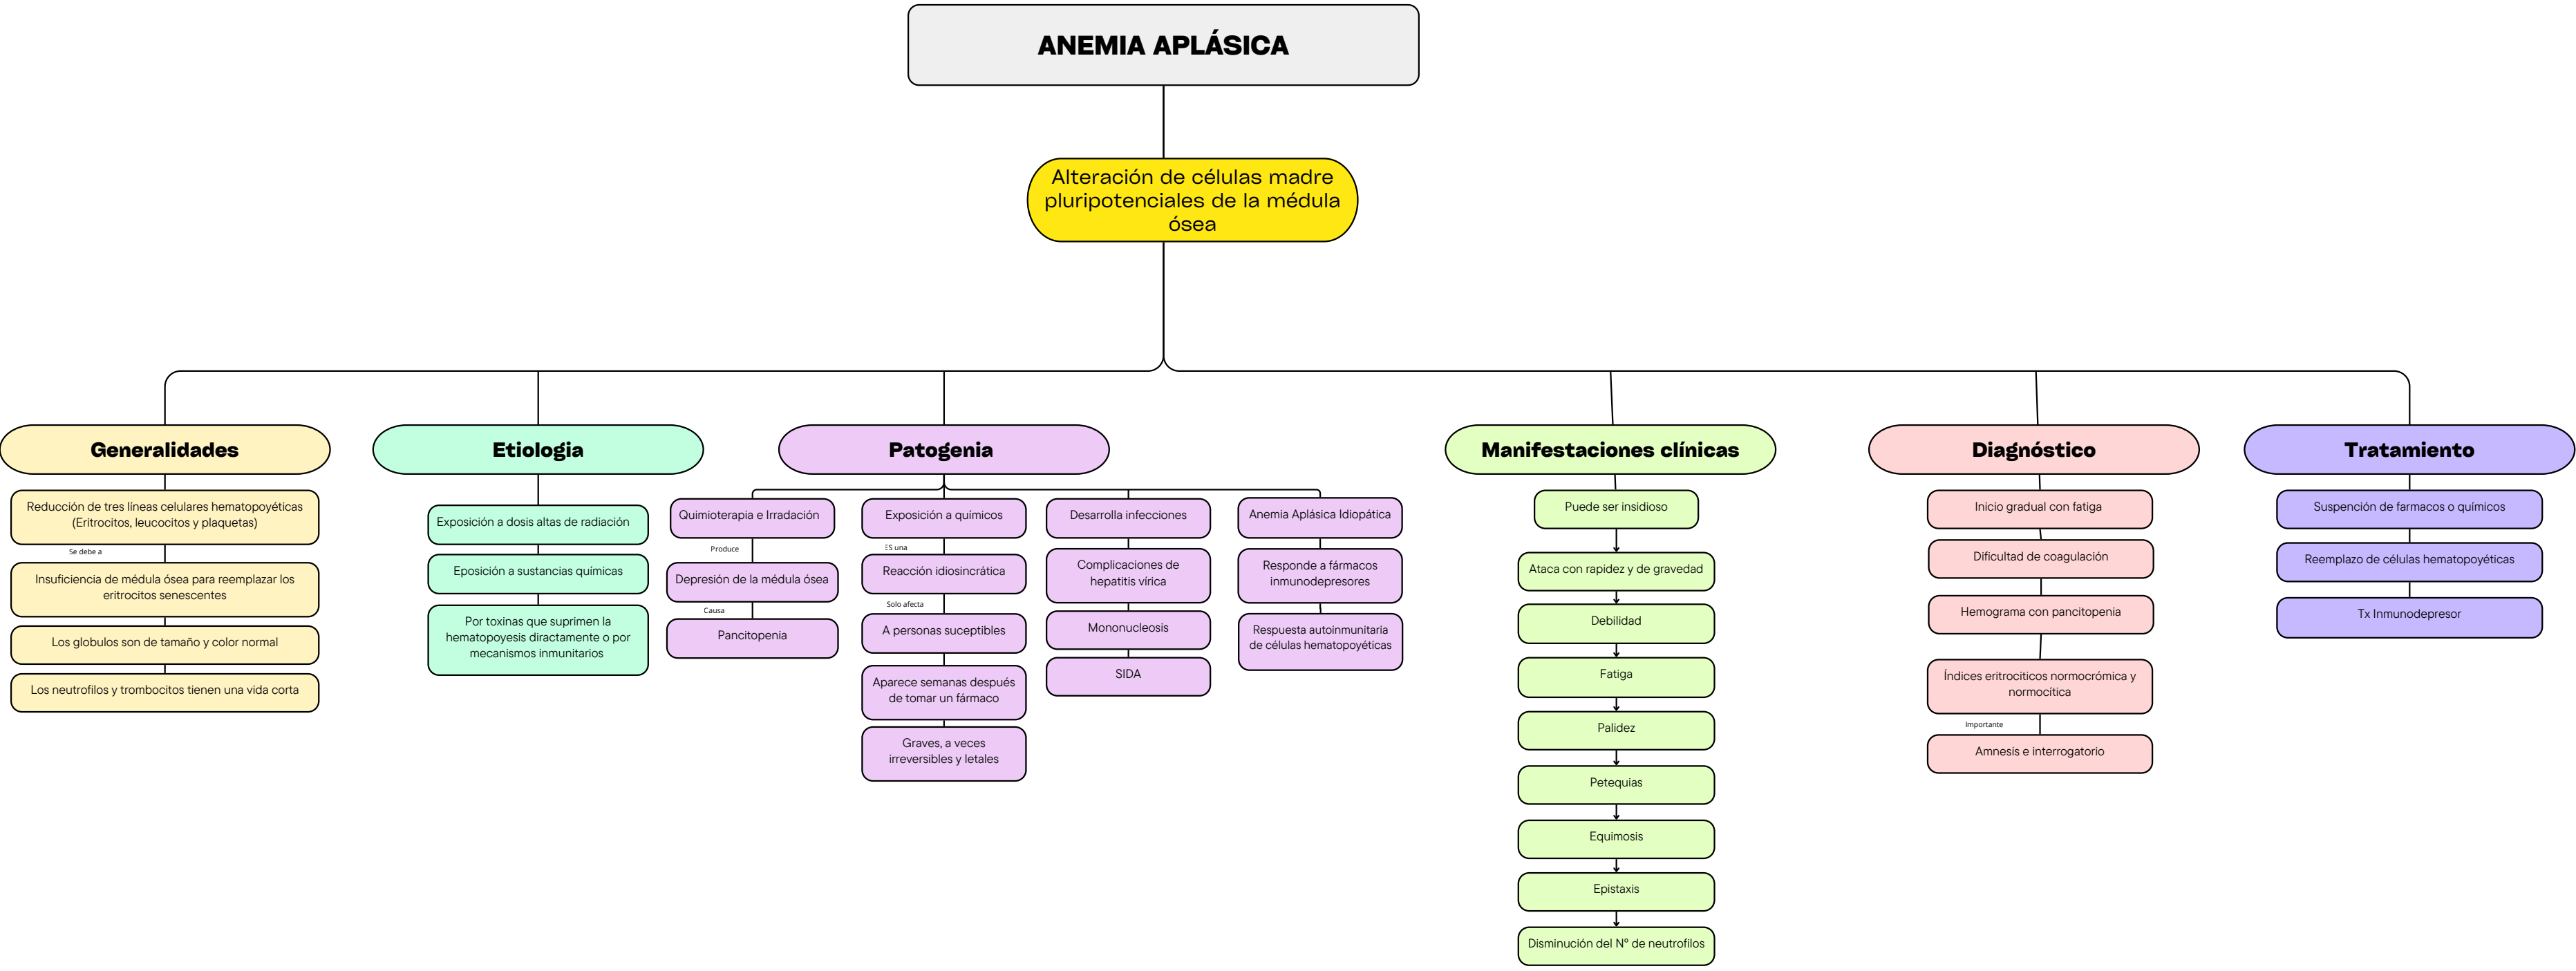 ANEMIA APLÁSICA
Alteración de células madre
pluripotenciales de la médula
ósea
Generalidades
Reducción de tres líneas celulares hematopoyéticas
(Eritrocitos, leucocitos y plaquetas)
Se debe a
Insuficiencia de médula ósea para reemplazar los
eritrocitos senescentes
Los globulos son de tamaño y color normal
Los neutrofilos y trombocitos tienen una vida corta
Etiologia
Exposición a dosis altas de radiación
Eposición a sustancias químicas
Por toxinas que suprimen la
hematopoyesis diractamente o por
mecanismos inmunitarios
Patogenia
Quimioterapia e Irradación
Produce
Depresión de la médula ósea
Causa
Pancitopenia
Exposición a químicos
ES una
Reacción idiosincrática
Solo afecta
A personas suceptibles
Aparece semanas después
de tomar un fármaco
Graves, a veces
irreversibles y letales
Desarrolla infecciones
Complicaciones de
hepatitis vírica
Mononucleosis
SIDA
Anemia Aplásica Idiopática
Responde a fármacos
inmunodepresores
Respuesta autoinmunitaria
de células hematopoyéticas
Manifestaciones clínicas
Puede ser insidioso
Ataca con rapidez y de gravedad
Debilidad
Fatiga
Palidez
Petequias
Equimosis
Epistaxis
Disminución del N° de neutrofilos
Diagnóstico
Inicio gradual con fatiga
Dificultad de coagulación
Hemograma con pancitopenia
Índices eritrocíticos normocrómica y
normocítica
Importante
Amnesis e interrogatorio
Tratamiento
Suspención de farmacos o químicos
Reemplazo de células hematopoyéticas
Tx Inmunodepresor